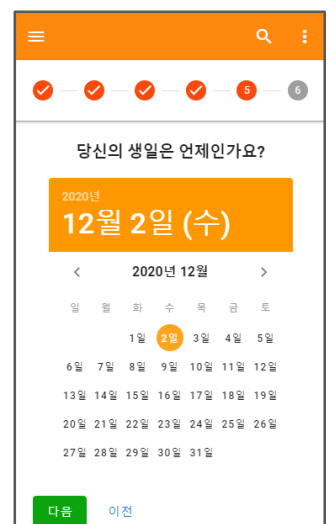 5 6
당신의 생일은 언제인가요?
2020년
12월 2일 (수)
2020년 12월
일 월 화 수 목 금 토
1일 2일 3일 4일 5일
6일 7일 8일 9일 10일 11일 12일
13일 14일 15일 16일 17일 18일 19일
20일 21일 22일 23일 24일 25일 26일
27일 28일 29일 30일 31일
다음 이전